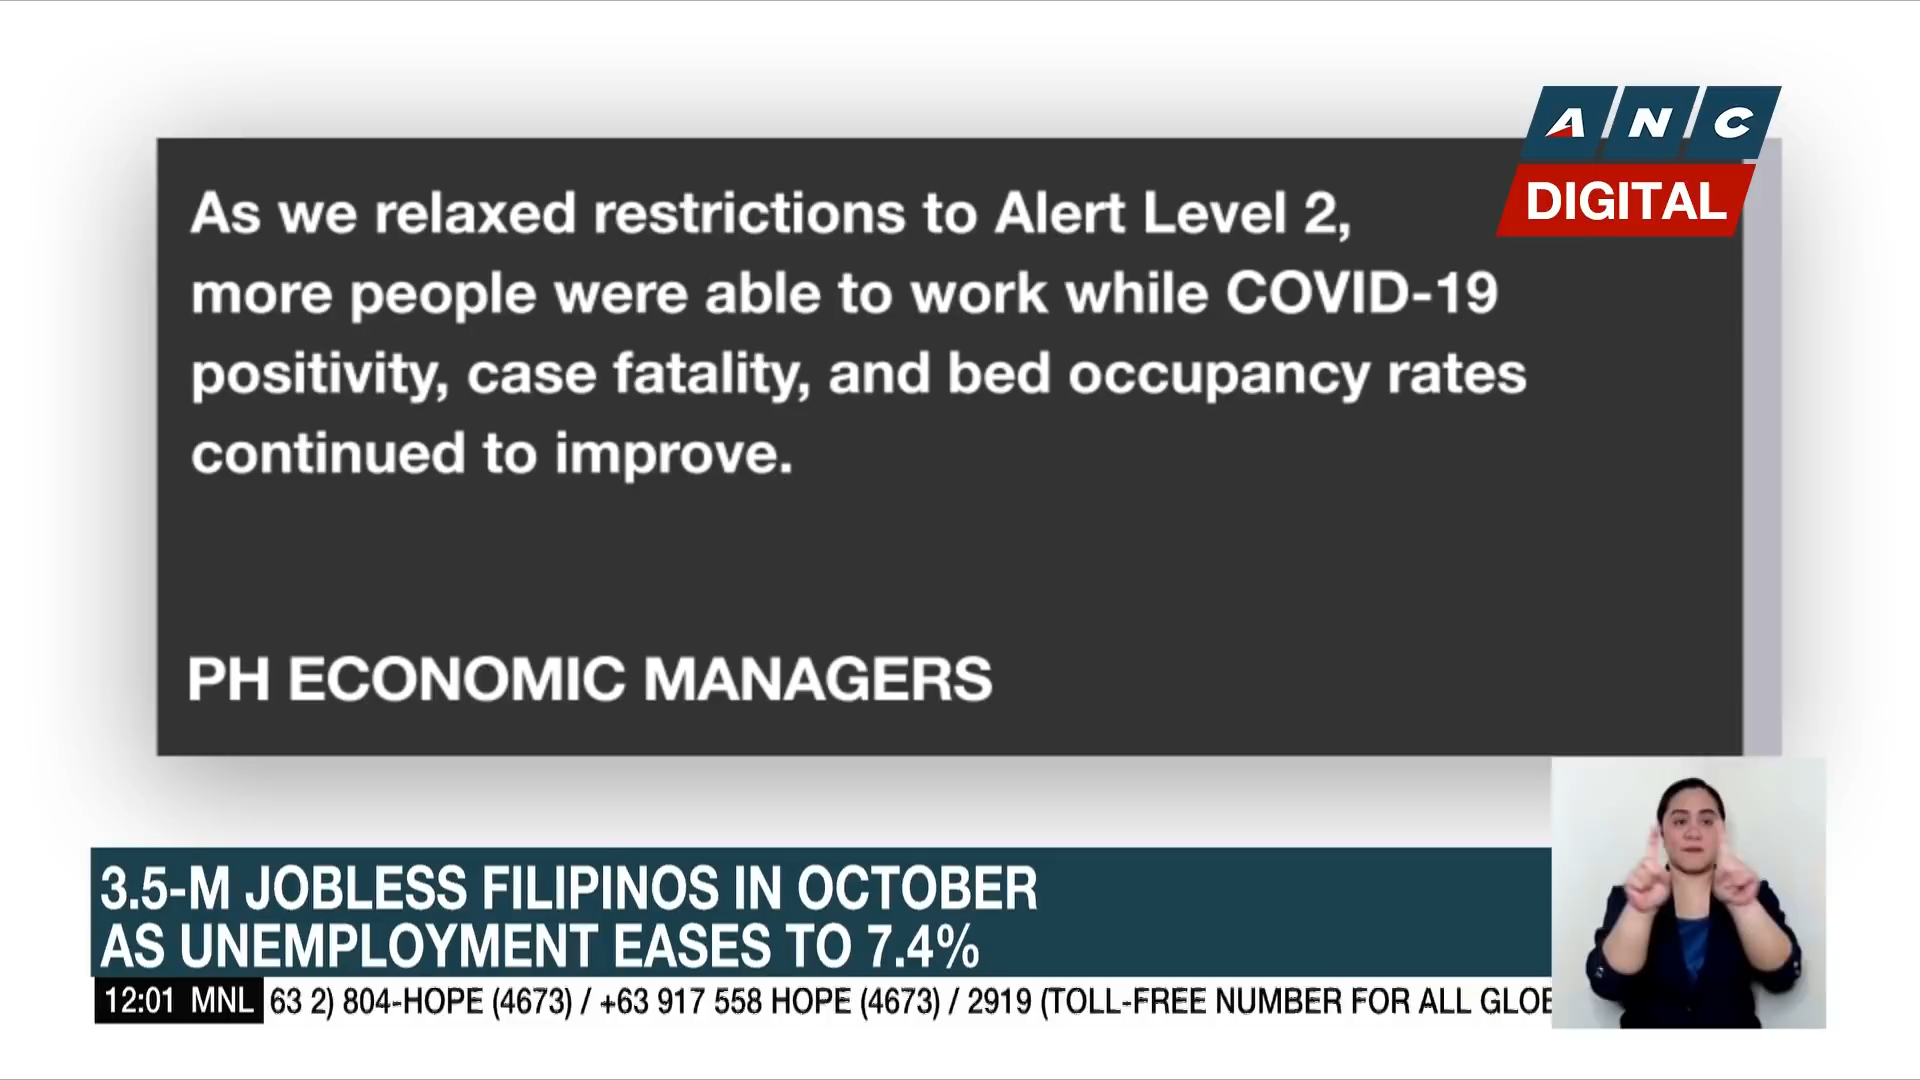 ANC
DIGITAL
As we relaxed restrictions to Alert Level 2,
more people were able to work while COVID-19
positivity, case fatality, and bed occupancy rates
continued to improve.
PH ECONOMIC MANAGERS
3.5-M JOBLESS FILIPINOS IN OCTOBER
AS UNEMPLOYMENT EASES TO 7.4%
12:01 MNL 63 2) 804-HOPE (4673) / +63 917 558 HOPE (4673) / 2919 (TOLL-FREE NUMBER FOR ALL GLOB